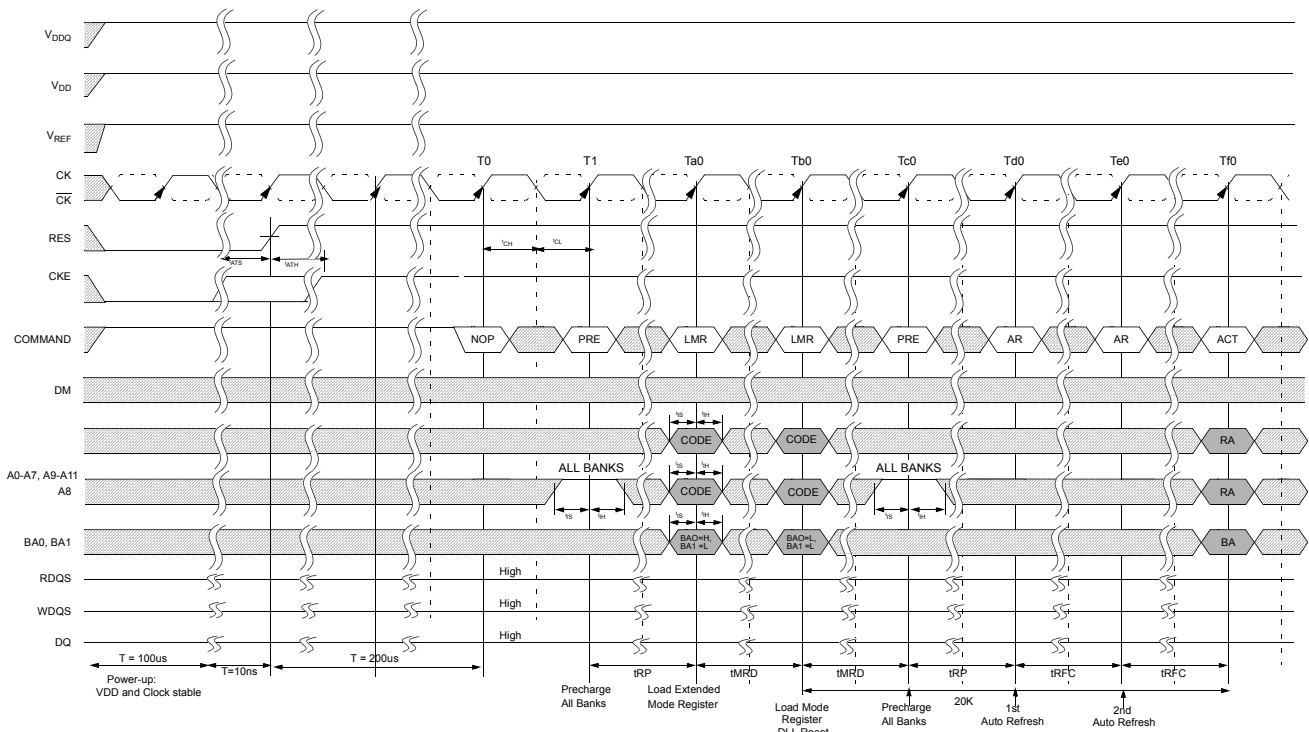 VDDQ
VDD
VREF
T0 T1 Ta0 Tb0 Tc0 Td0 Te0 Tf0
CK
CK
RES
tCH tCL
tATS tATH
CKE
COMMAND NOP PRE LMR LMR PRE AR AR ACT
DM
tIS tIH
CODE CODE RA
A0-A7, A9-A11
ALL BANKS tIS tIH ALL BANKS
A8 CODE CODE RA
tIS tIH tIS tIH tIS tIH
BA0, BA1 BAO=H, BA1 =L BAO=L, BA1 =L BA
RDQS High
WDQS High
DQ High
T = 100us T=10ns T = 200us tRP tMRD tMRD tRP tRFC tRFC
Power-up:
VDD and Clock stable
20K
Precharge
All Banks
Load Extended
Mode Register
Load Mode
Register
DLL Reset
Precharge
All Banks
1st
Auto Refresh
2nd
Auto Refresh